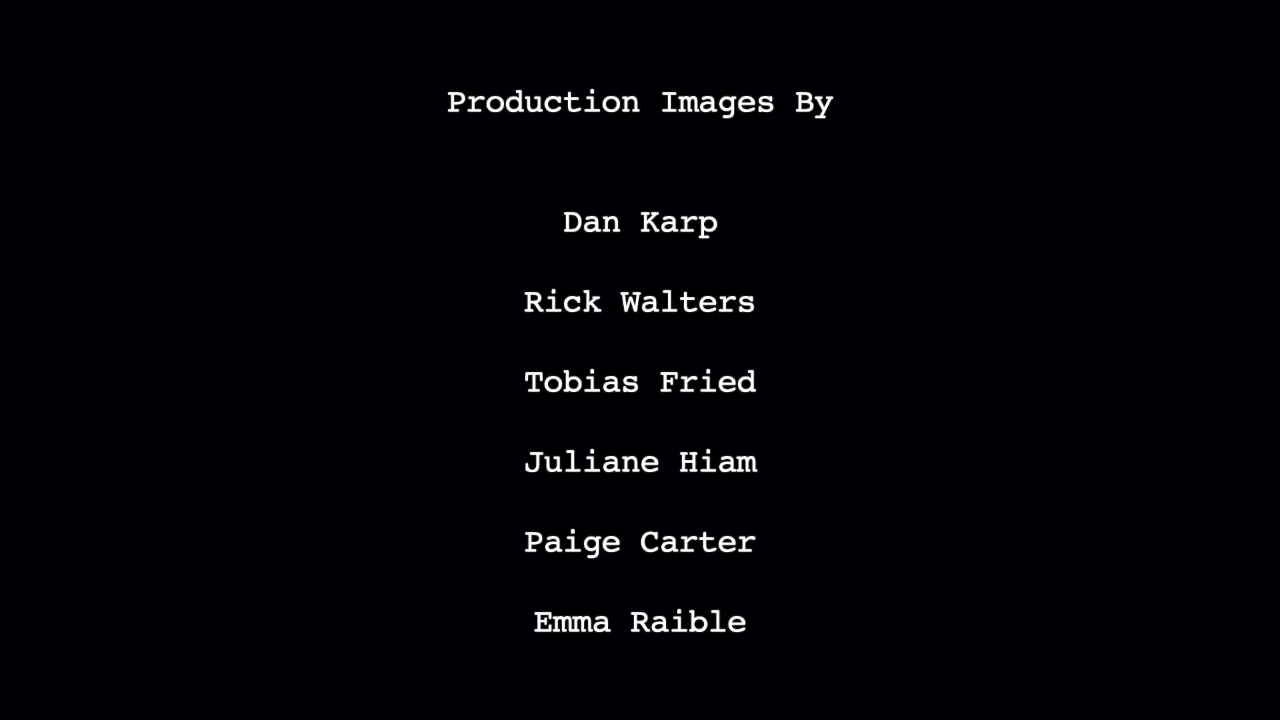 Production Images By
Dan Karp
Rick Walters
Tobias Fried
Juliane Hiam
Paige Carter
Emma Raible